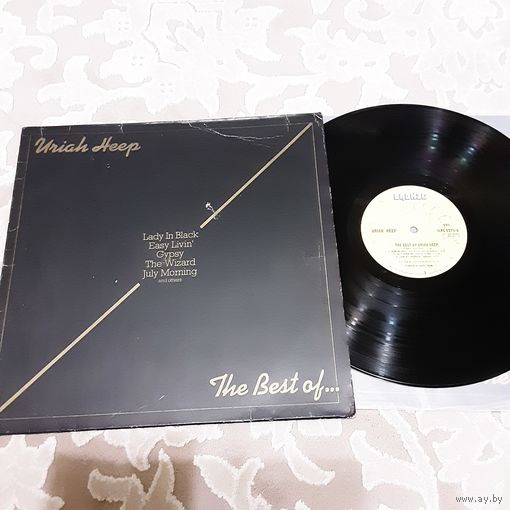 Uriah Heep
Lady In Black
Easy Livin'
Gypsy
The Wizard
July Morning
and others
The Best of...
BRONZE
URIAH HEEP
THE BEST OF URIAH HEEP
www.ay.by